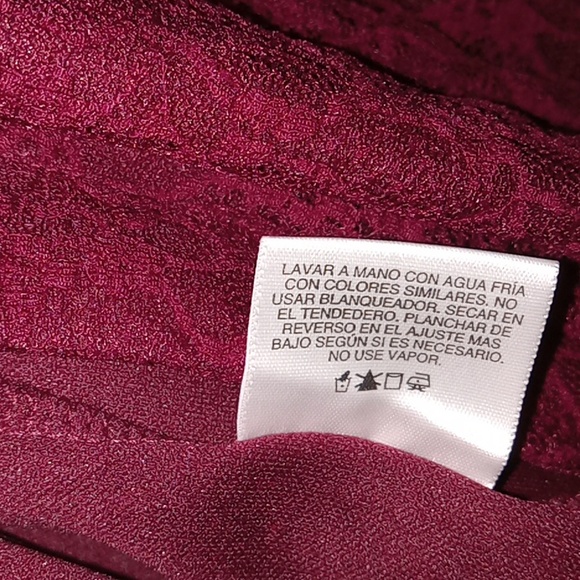 LAVAR A MANO CON AGUA FRÍA
CON COLORES SIMILARES. NO
USAR BLANQUEADOR. SECAR EN
EL TENDEDERO. PLANCHAR DE
REVERSO EN EL AJUSTE MAS
BAJO SEGÚN SI ES NECESARIO.
NO USE VAPOR.